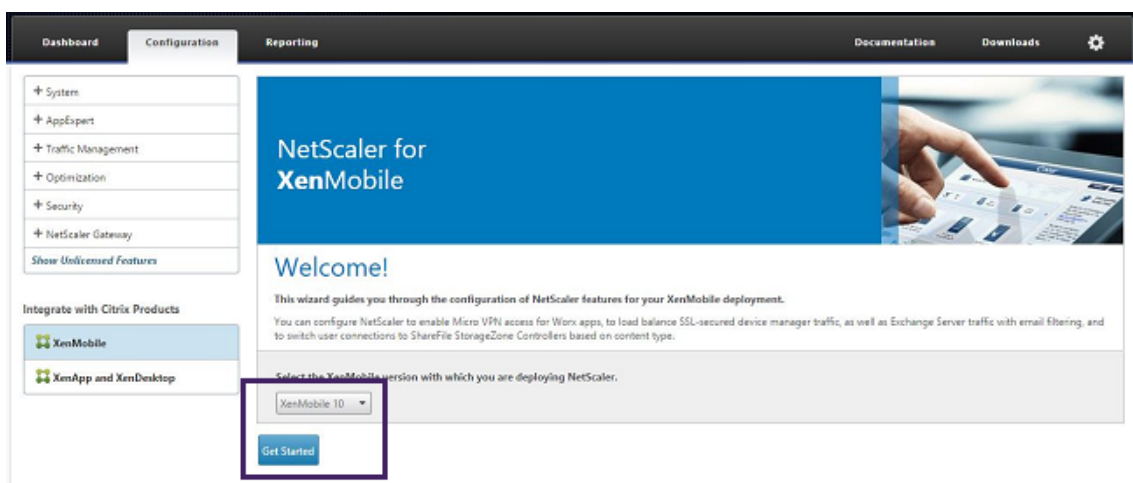 Dashboard
Configuration
Reporting
Documentation
Downloads
+ System
+ AppExpert
+ Traffic Management
+ Optimization
+ Security
+ NetScaler Gateway
Show Unlicensed Features
Integrate with Citrix Products
XenMobile
XenApp and XenDesktop
NetScaler for
XenMobile
Welcome!
This wizard guides you through the configuration of NetScaler features for your XenMobile deployment.
You can configure NetScaler to enable Micro VPN access for Worx apps, to load balance SSL-secured device manager traffic, as well as Exchange Server traffic with email filtering, and
to switch user connections to ShareFile StorageZone Controllers based on content type.
Select the XenMobile version with which you are deploying NetScaler.
XenMobile 10
Get Started